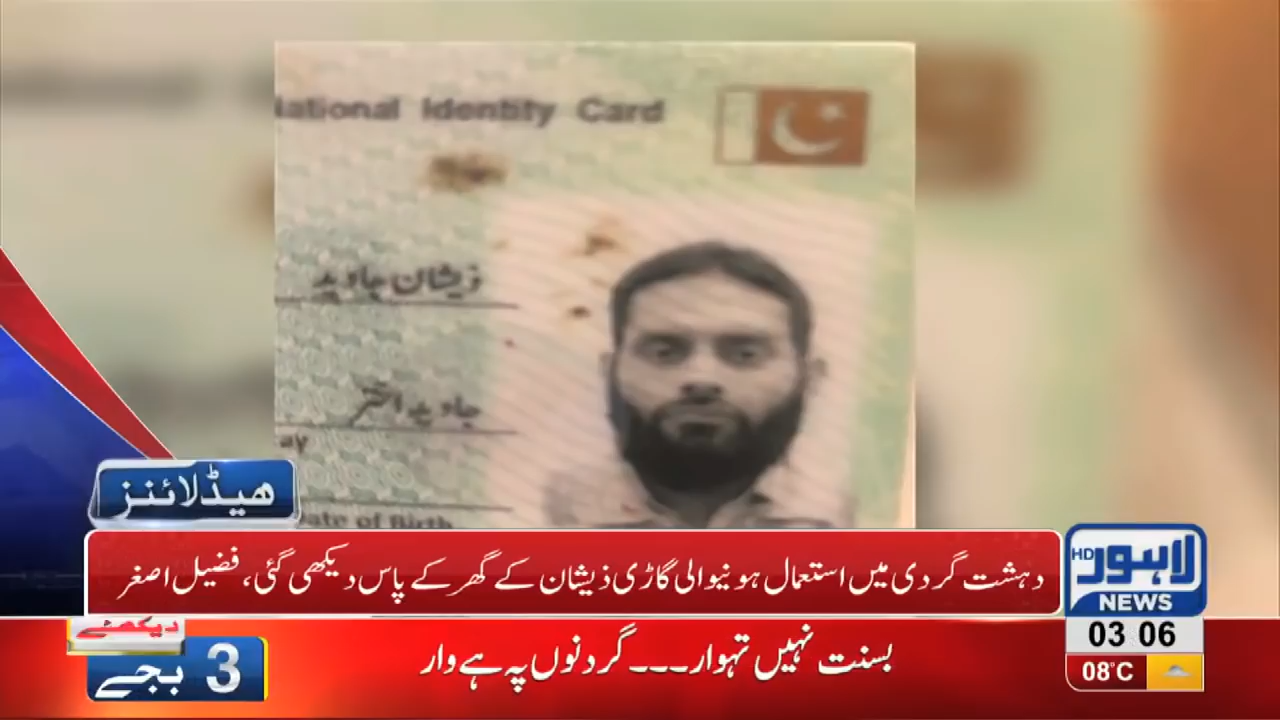 National Identity Card
ذیشان جاوید
جاوید اختر
ay
Date of Birth
ہیڈلائنز
دہشت گردی میں استعمال ہونیوالی گاڑی ذیشان کے گھر کے پاس دیکھی گئی، فضیل اصغر
لاہور HD
NEWS
03 06
08°C
دیکھئے
3 بجے
بسنت نہیں تہوار۔۔۔ گردنوں پہ ہے وار